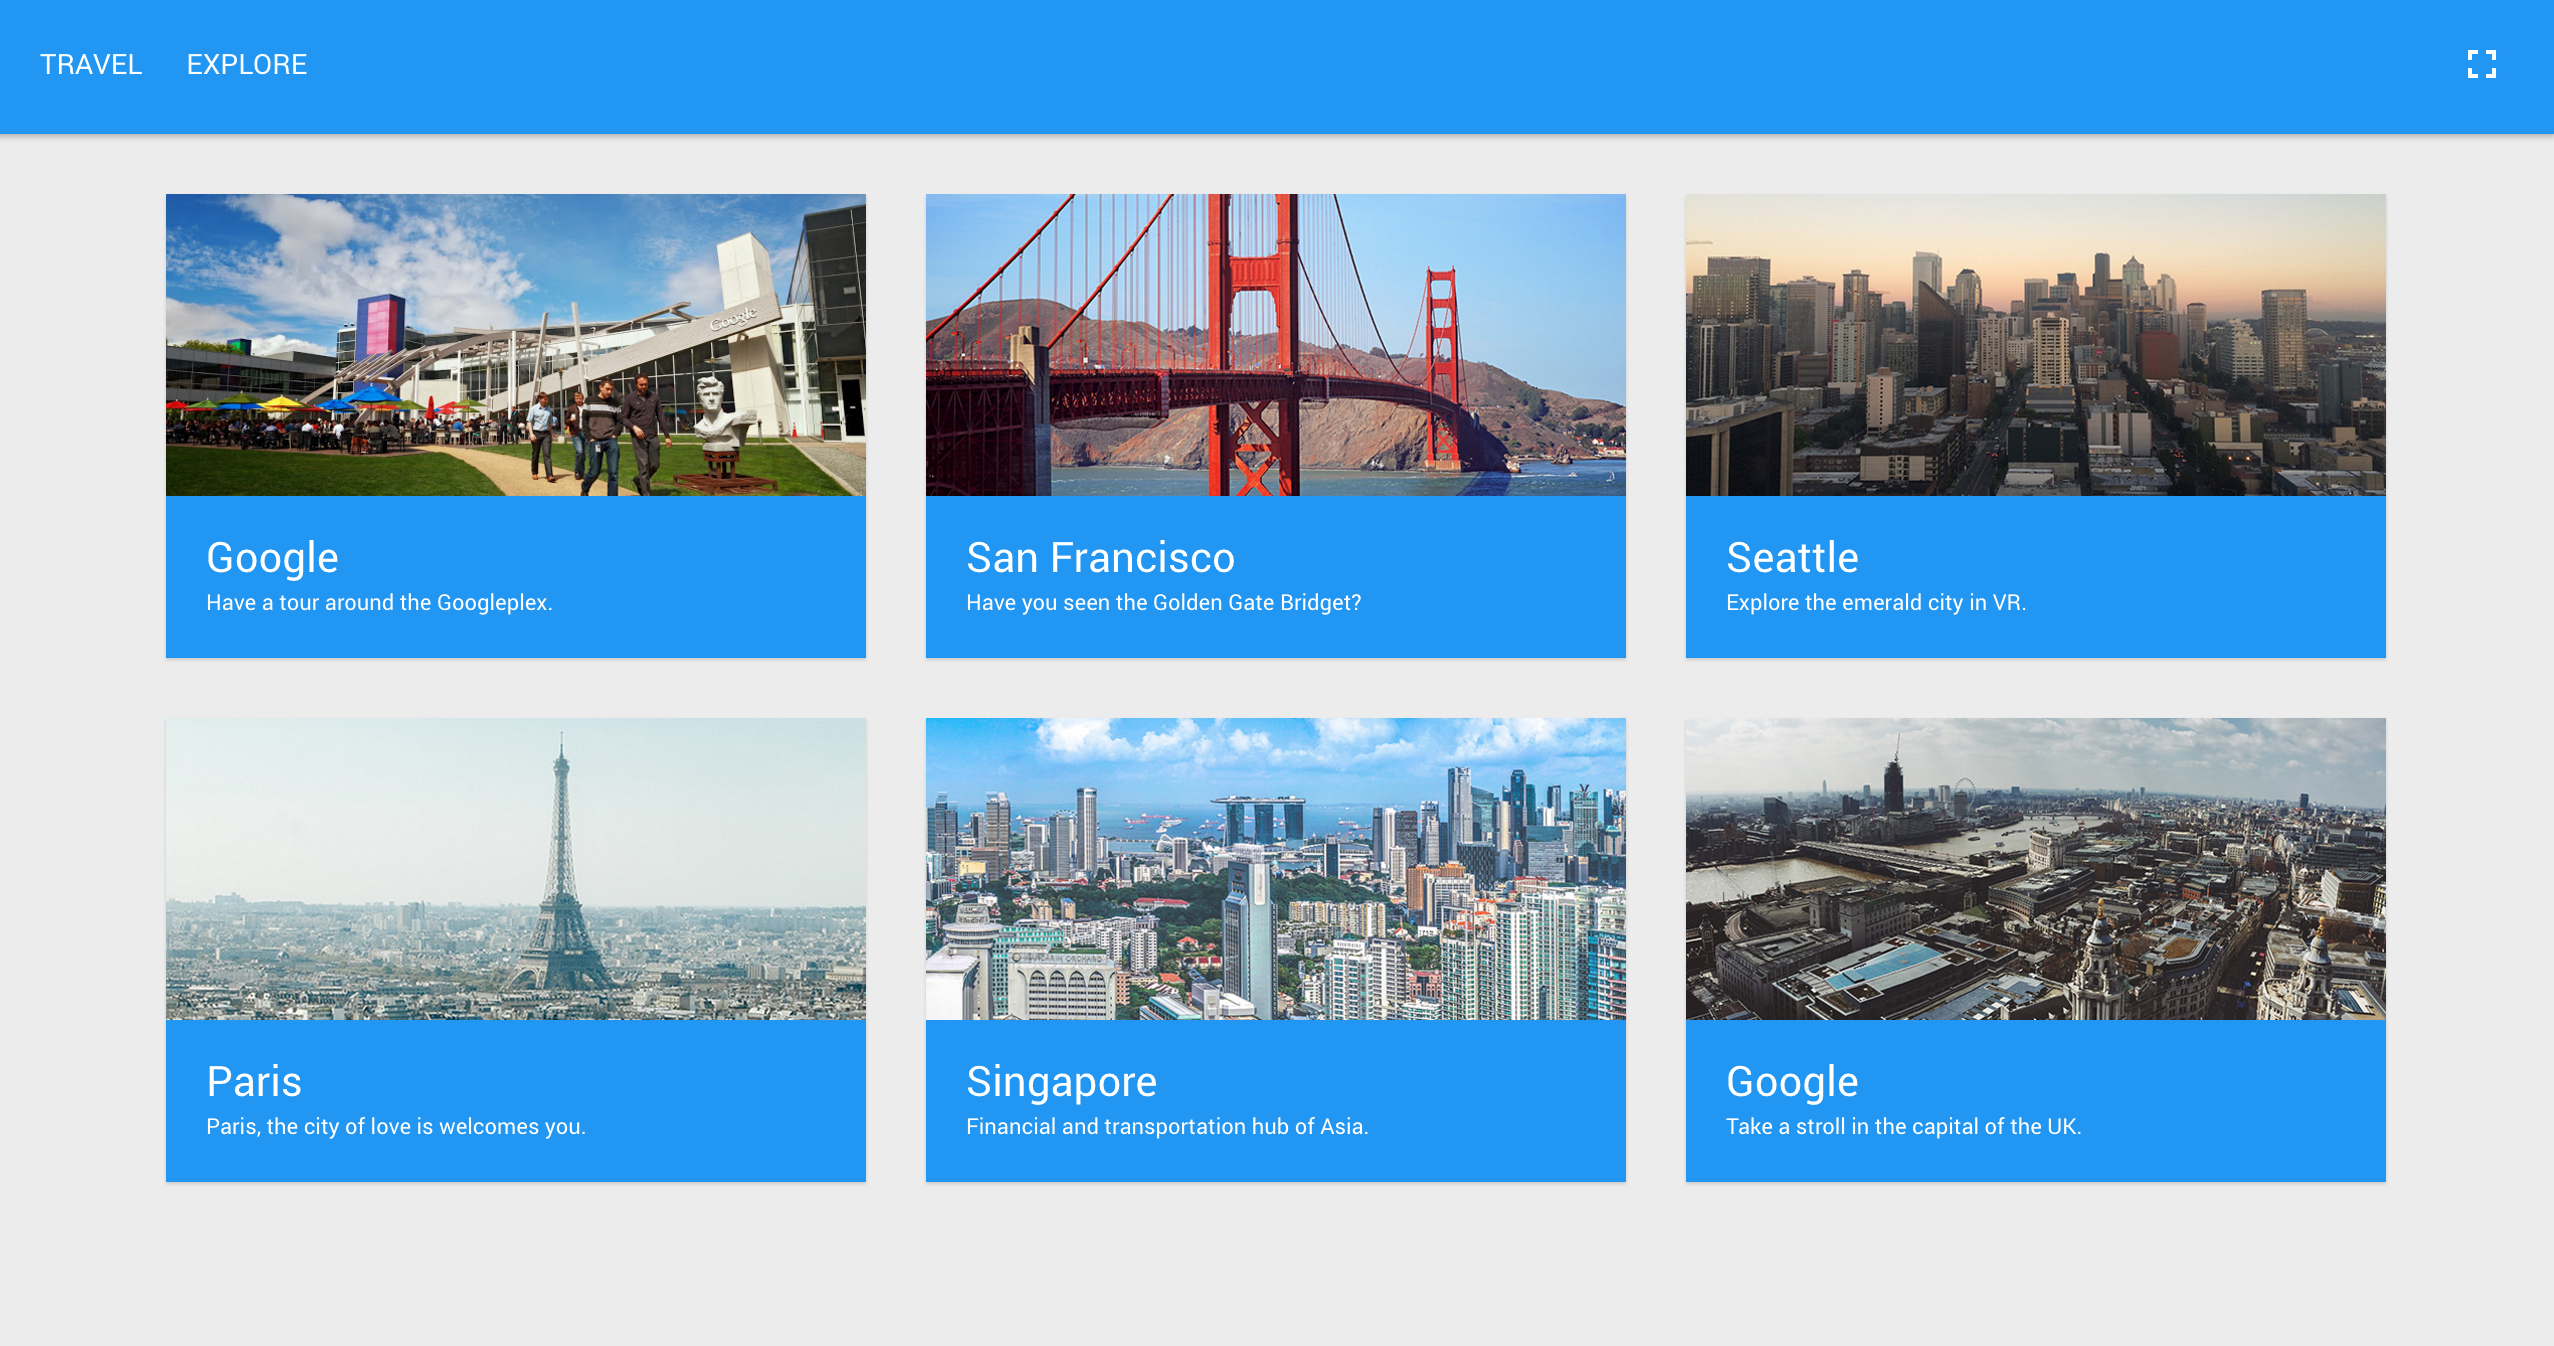 TRAVEL EXPLORE
Google
Google
Have a tour around the Googleplex.
San Francisco
Have you seen the Golden Gate Bridget?
Seattle
Explore the emerald city in VR.
Paris
Paris, the city of love is welcomes you.
Singapore
Financial and transportation hub of Asia.
Google
Take a stroll in the capital of the UK.